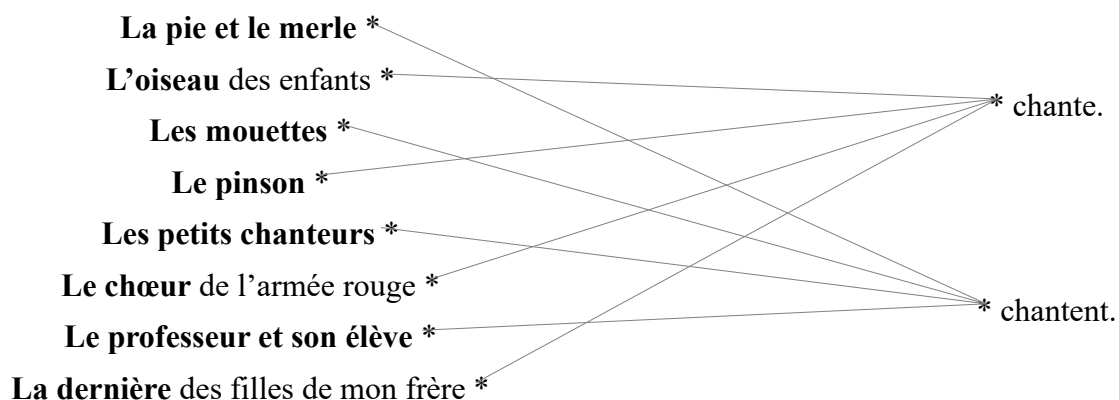 La pie et le merle *
L’oiseau des enfants *
* chante.
Les mouettes *
Le pinson *
Les petits chanteurs *
Le chœur de l’armée rouge *
* chantent.
Le professeur et son élève *
La dernière des filles de mon frère *